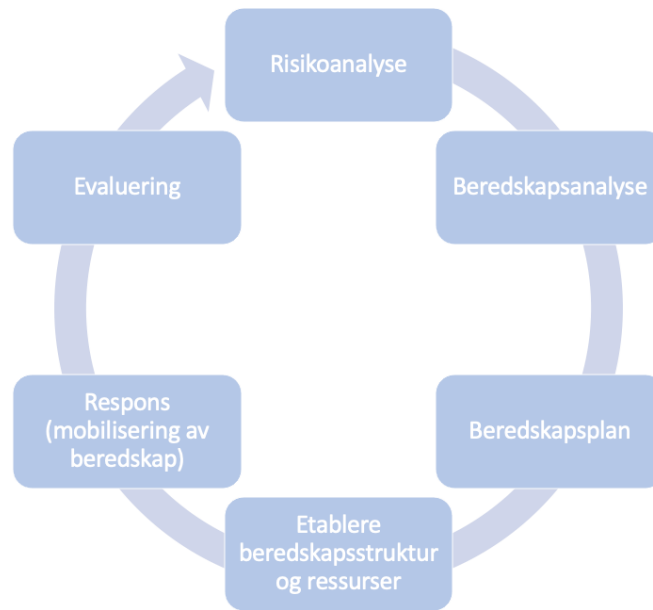 Risikoanalyse
Beredskapsanalyse
Beredskapsplan
Etablere
beredskapsstruktur
og ressurser
Respons
(mobilisering av
beredskap)
Evaluering